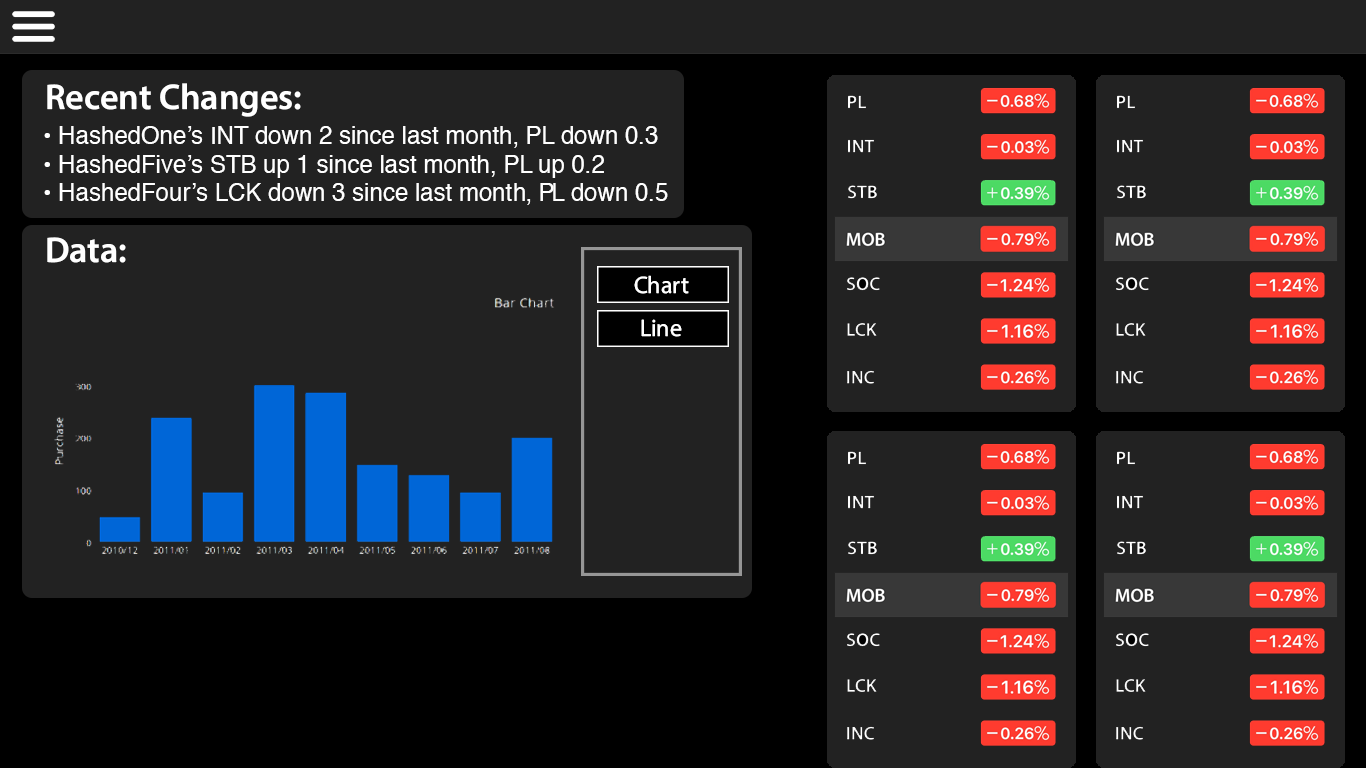 Recent Changes:
• HashedOne’s INT down 2 since last month, PL down 0.3
• HashedFive’s STB up 1 since last month, PL up 0.2
• HashedFour’s LCK down 3 since last month, PL down 0.5
Data:
Bar Chart
Purchase
300
200
100
0
2010/12 2011/01 2011/02 2011/03 2011/04 2011/05 2011/06 2011/07 2011/08
Chart
Line
PL −0.68%
INT −0.03%
STB +0.39%
MOB −0.79%
SOC −1.24%
LCK −1.16%
INC −0.26%
PL −0.68%
INT −0.03%
STB +0.39%
MOB −0.79%
SOC −1.24%
LCK −1.16%
INC −0.26%
PL −0.68%
INT −0.03%
STB +0.39%
MOB −0.79%
SOC −1.24%
LCK −1.16%
INC −0.26%
PL −0.68%
INT −0.03%
STB +0.39%
MOB −0.79%
SOC −1.24%
LCK −1.16%
INC −0.26%